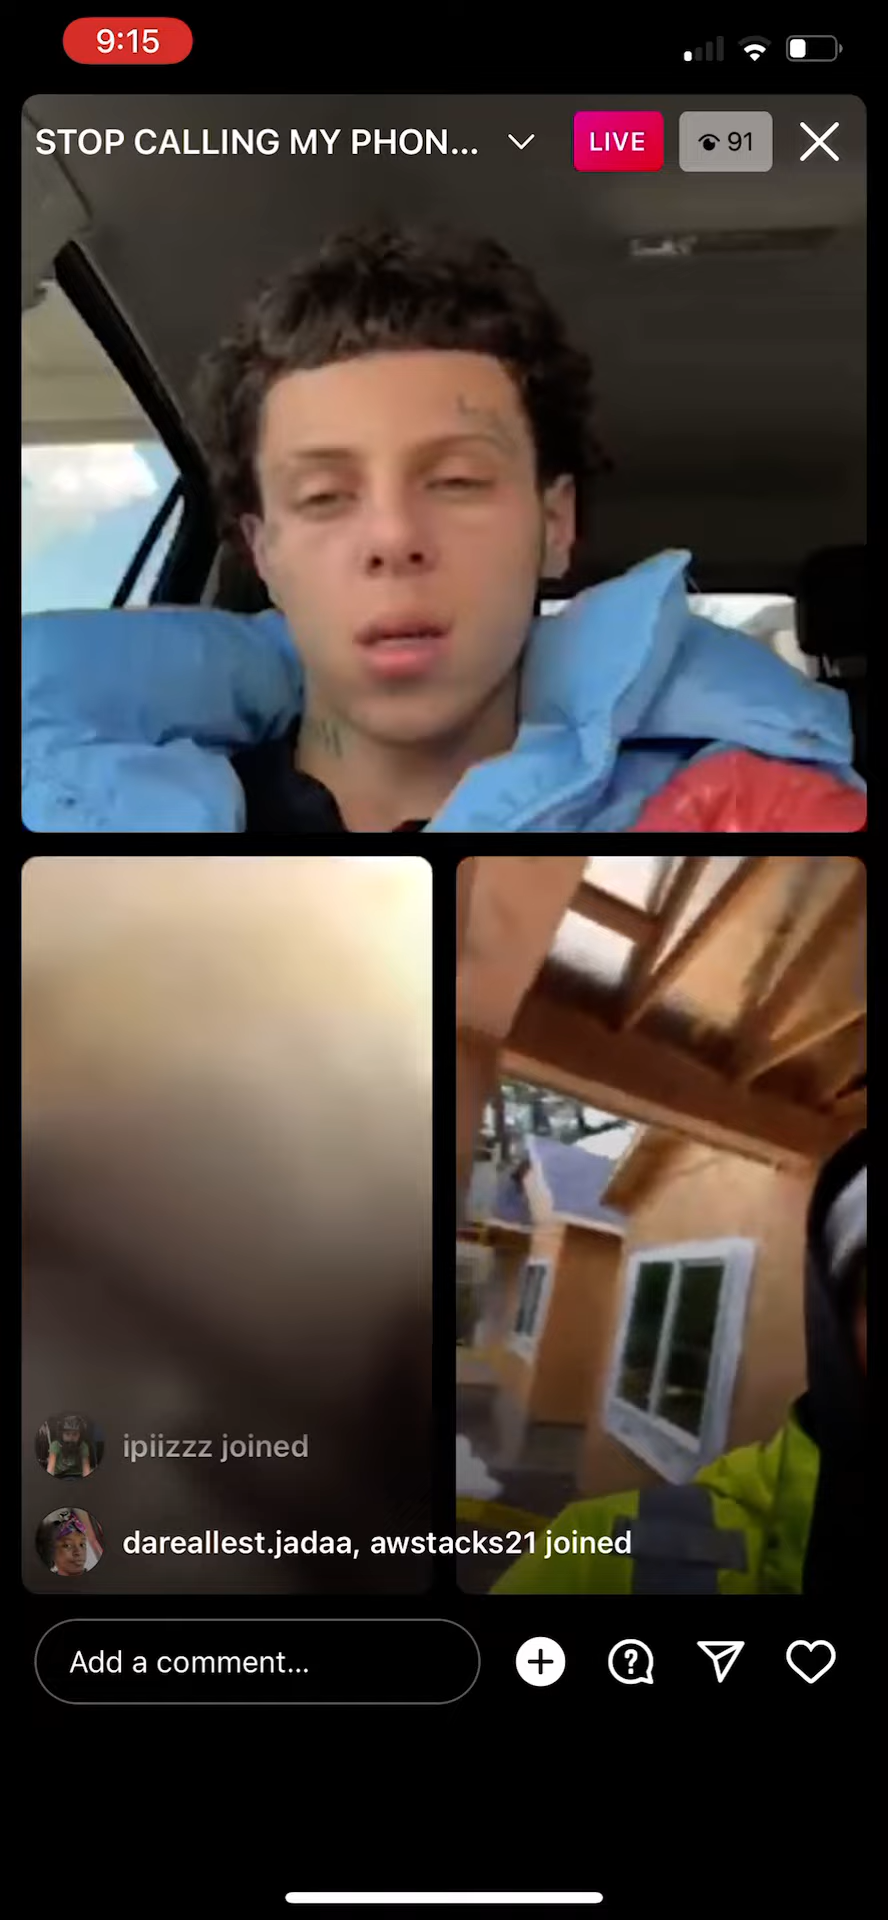 9:15
STOP CALLING MY PHON... LIVE 91
ipiizzz joined
dareallest.jadaa, awstacks21 joined
Add a comment...